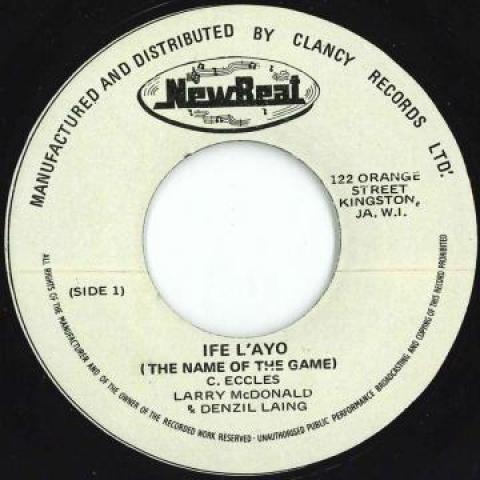 MANUFACTURED AND DISTRIBUTED BY CLANCY RECORDS LTD'.
NewBeat
122 ORANGE
STREET
KINGSTON,
JA. W.I.
(SIDE 1)
IFE L'AYO
(THE NAME OF THE GAME)
C. ECCLES
LARRY McDONALD
& DENZIL LAING
ALL RIGHTS OF THE MANUFACTURER AND OF THE OWNER OF THE RECORDED WORK RESERVED - UNAUTHORISED PUBLIC PERFORMANCE BROADCASTING AND COPYING OF THIS RECORD PROHIBITED